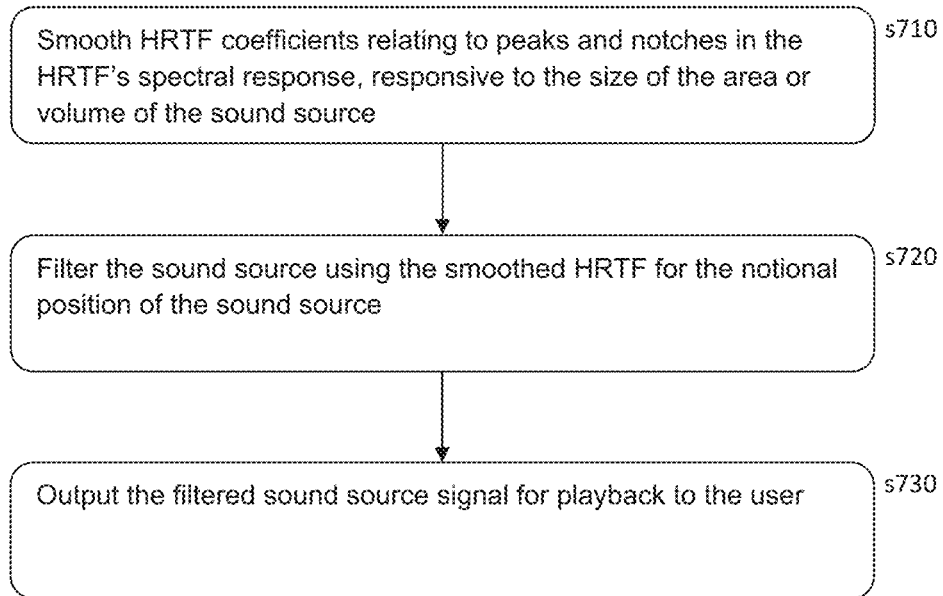 Smooth HRTF coefficients relating to peaks and notches in the
HRTF's spectral response, responsive to the size of the area or
volume of the sound source
s710
Filter the sound source using the smoothed HRTF for the notional
position of the sound source
s720
Output the filtered sound source signal for playback to the user
s730